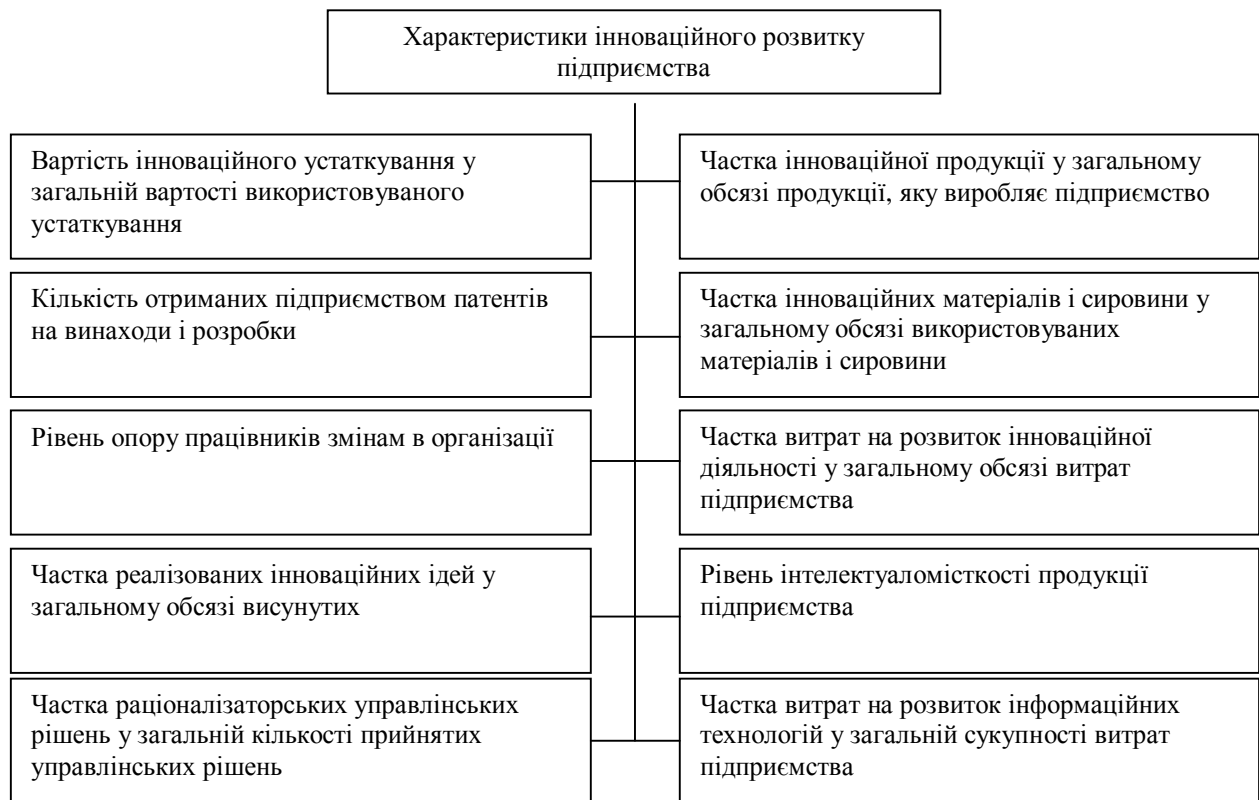 Характеристики інноваційного розвитку
підприємства
Вартість інноваційного устаткування у
загальній вартості використовуваного
устаткування
Частка інноваційної продукції у загальному
обсязі продукції, яку виробляє підприємство
Кількість отриманих підприємством патентів
на винаходи і розробки
Частка інноваційних матеріалів і сировини у
загальному обсязі використовуваних
матеріалів і сировини
Рівень опору працівників змінам в організації
Частка витрат на розвиток інноваційної
діяльності у загальному обсязі витрат
підприємства
Частка реалізованих інноваційних ідей у
загальному обсязі висунутих
Рівень інтелектуаломісткості продукції
підприємства
Частка раціоналізаторських управлінських
рішень у загальній кількості прийнятих
управлінських рішень
Частка витрат на розвиток інформаційних
технологій у загальній сукупності витрат
підприємства